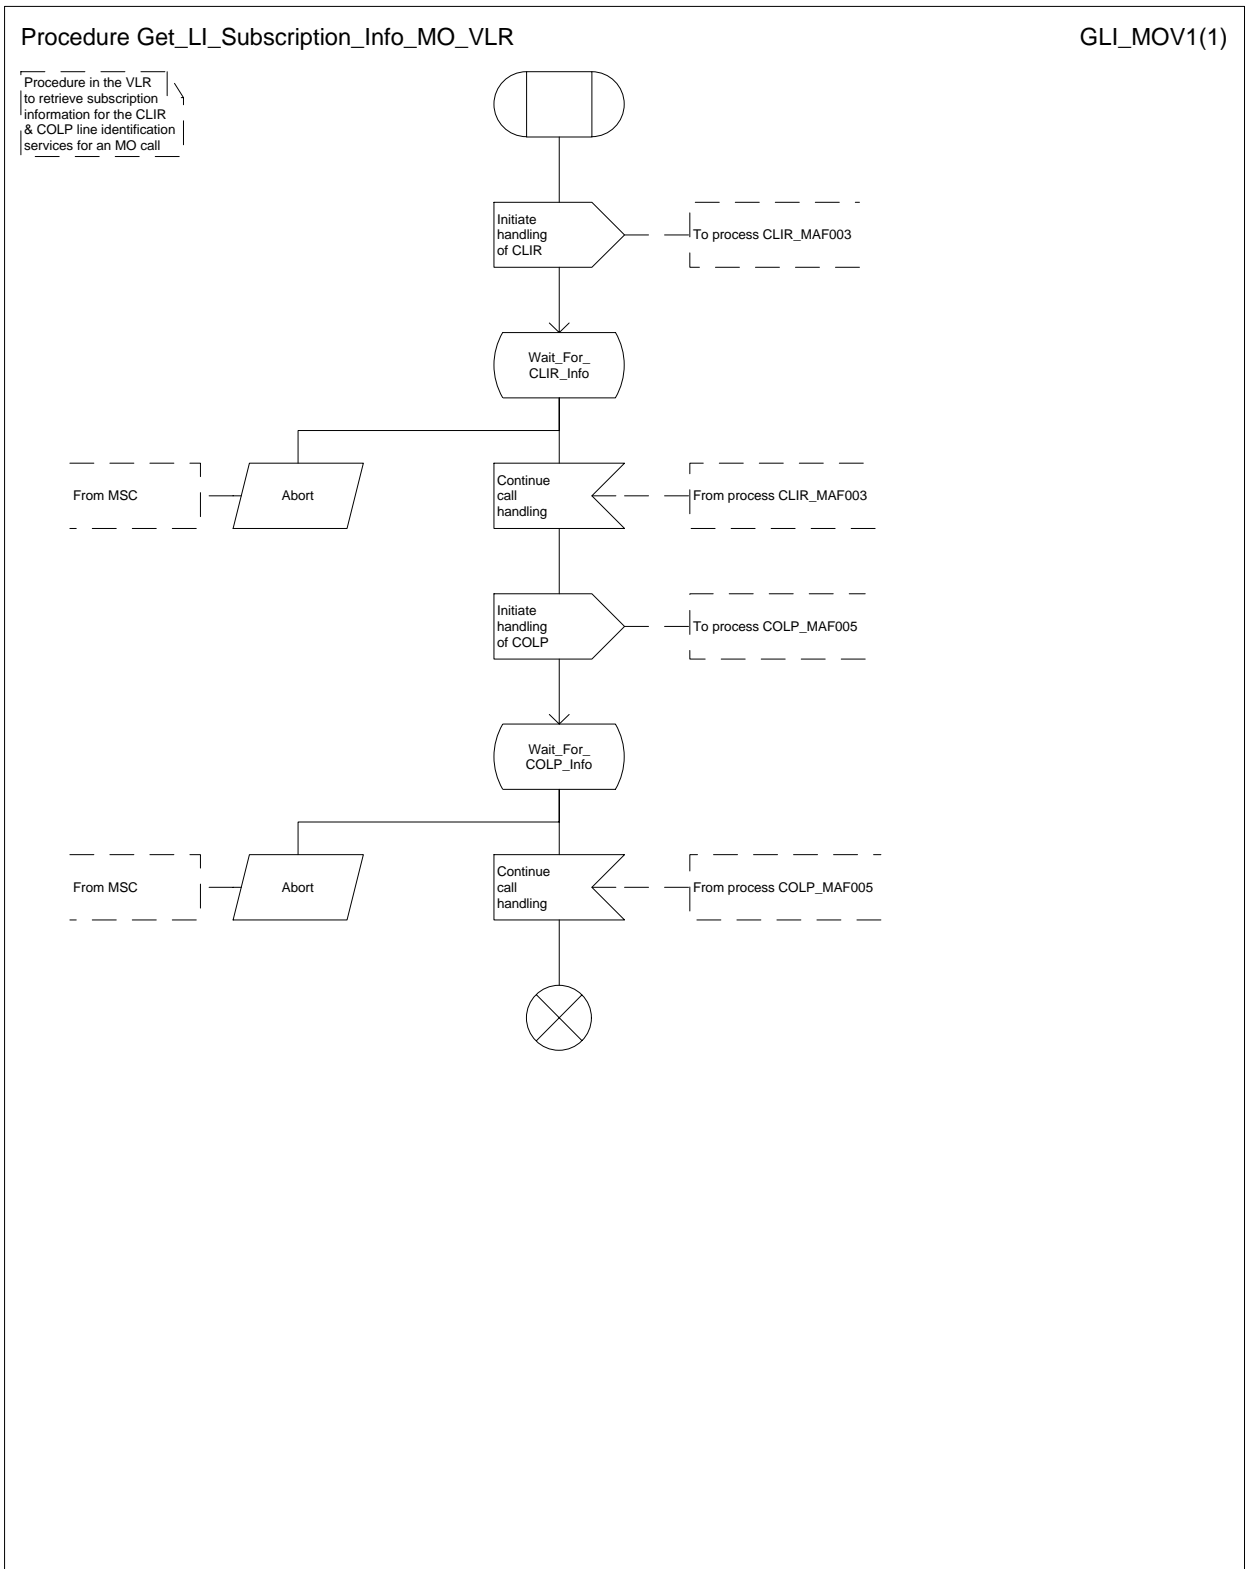 Procedure Get_LI_Subscription_Info_MO_VLR
GLI_MOV1(1)
Procedure in the VLR
to retrieve subscription
information for the CLIR
& COLP line identification
services for an MO call
Initiate
handling
of CLIR
To process CLIR_MAF003
Wait_For_
CLIR_Info
From MSC
Abort
Continue
call
handling
From process CLIR_MAF003
Initiate
handling
of COLP
To process COLP_MAF005
Wait_For_
COLP_Info
From MSC
Abort
Continue
call
handling
From process COLP_MAF005